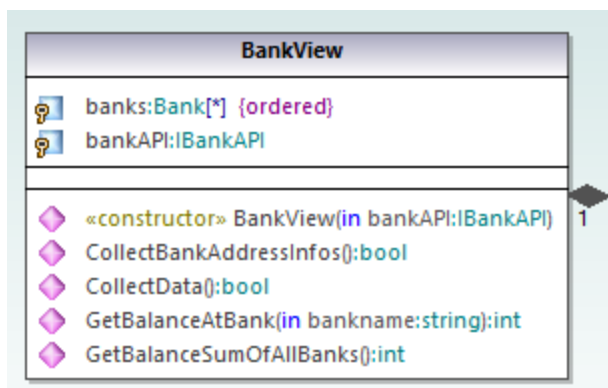 BankView
banks:Bank[*] {ordered}
bankAPI:IBankAPI
«constructor» BankView(in bankAPI:IBankAPI)
1
CollectBankAddressInfos():bool
CollectData():bool
GetBalanceAtBank(in bankname:string):int
GetBalanceSumOfAllBanks():int